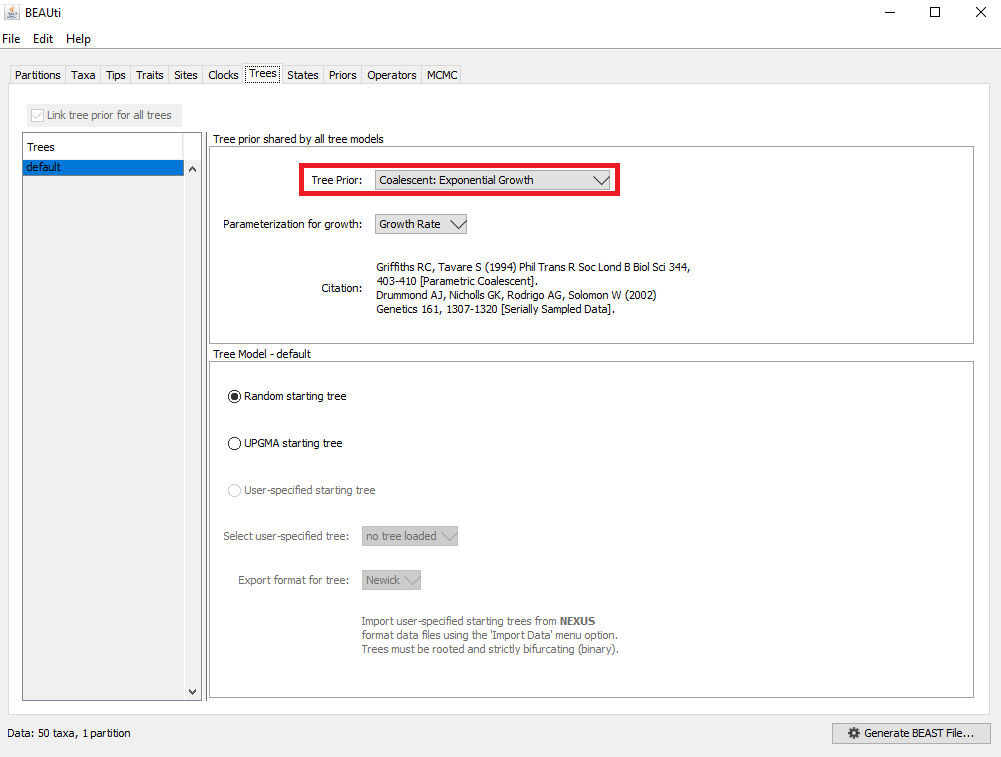 BEAUti
File Edit Help
Partitions Taxa Tips Traits Sites Clocks Trees States Priors Operators MCMC
Link tree prior for all trees
Trees
default
Tree prior shared by all tree models
Tree Prior: Coalescent: Exponential Growth
Parameterization for growth: Growth Rate
Citation:
Griffiths RC, Tavare S (1994) Phil Trans R Soc Lond B Biol Sci 344,
403-410 [Parametric Coalescent].
Drummond AJ, Nicholls GK, Rodrigo AG, Solomon W (2002)
Genetics 161, 1307-1320 [Serially Sampled Data].
Tree Model - default
Random starting tree
UPGMA starting tree
User-specified starting tree
Select user-specified tree: no tree loaded
Export format for tree: Newick
Import user-specified starting trees from NEXUS
format data files using the 'Import Data' menu option.
Trees must be rooted and strictly bifurcating (binary).
Data: 50 taxa, 1 partition
Generate BEAST File...